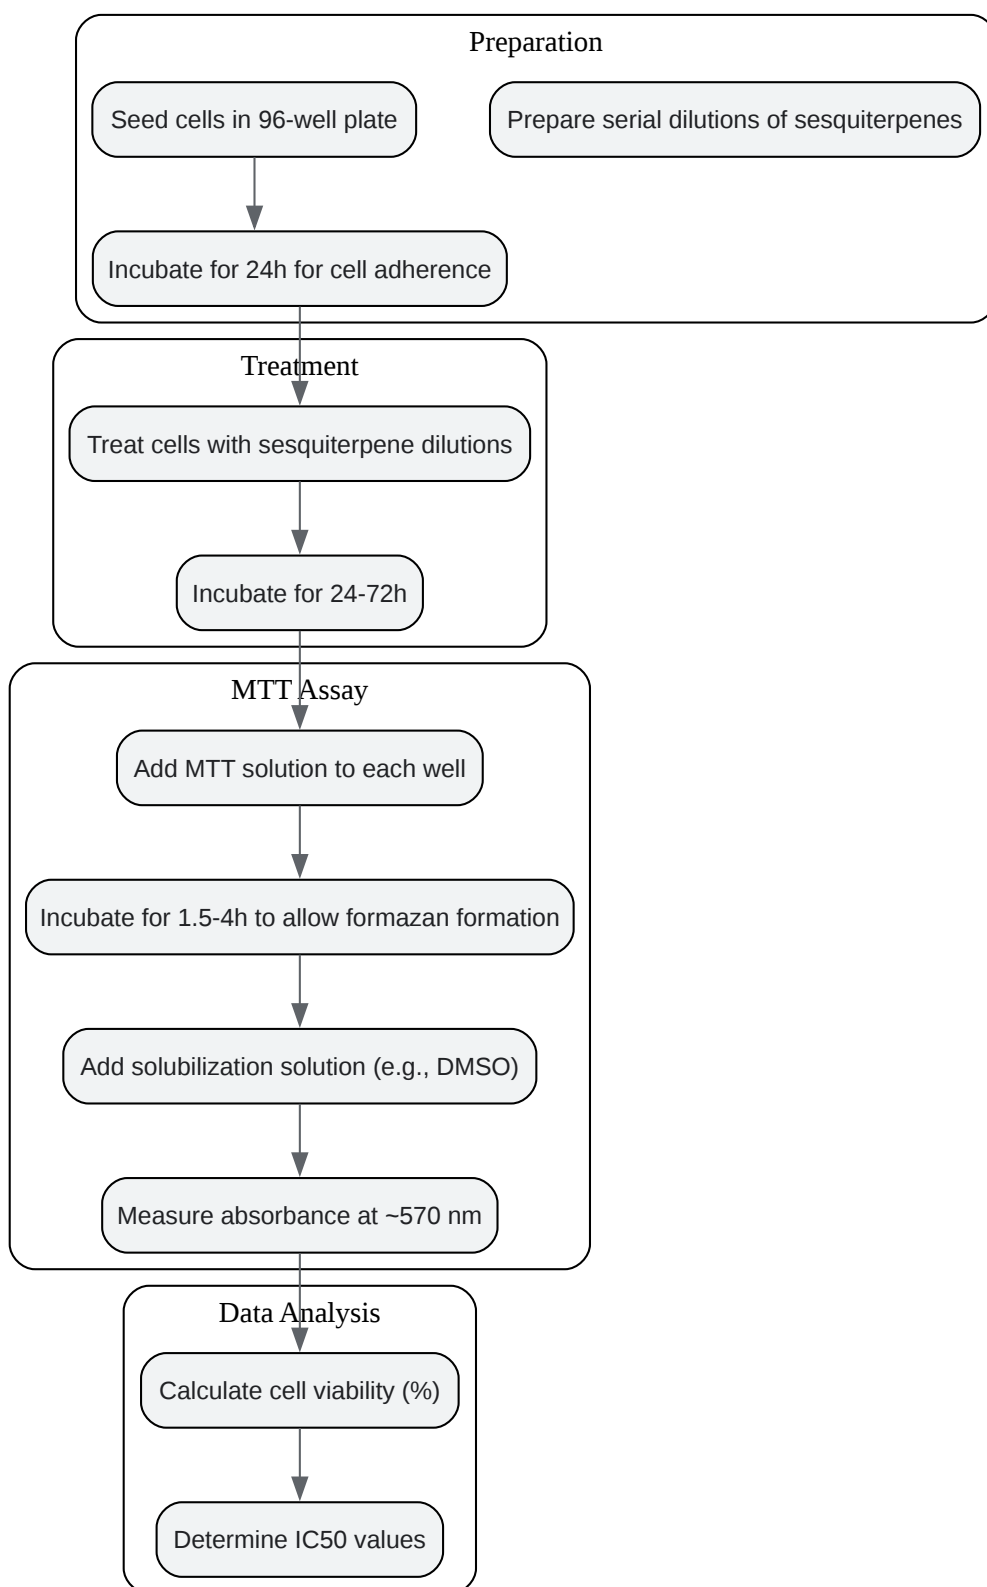 Preparation
Seed cells in 96-well plate
Prepare serial dilutions of sesquiterpenes
Incubate for 24h for cell adherence
Treatment
Treat cells with sesquiterpene dilutions
Incubate for 24-72h
MTT Assay
Add MTT solution to each well
Incubate for 1.5-4h to allow formazan formation
Add solubilization solution (e.g., DMSO)
Measure absorbance at ~570 nm
Data Analysis
Calculate cell viability (%)
Determine IC50 values